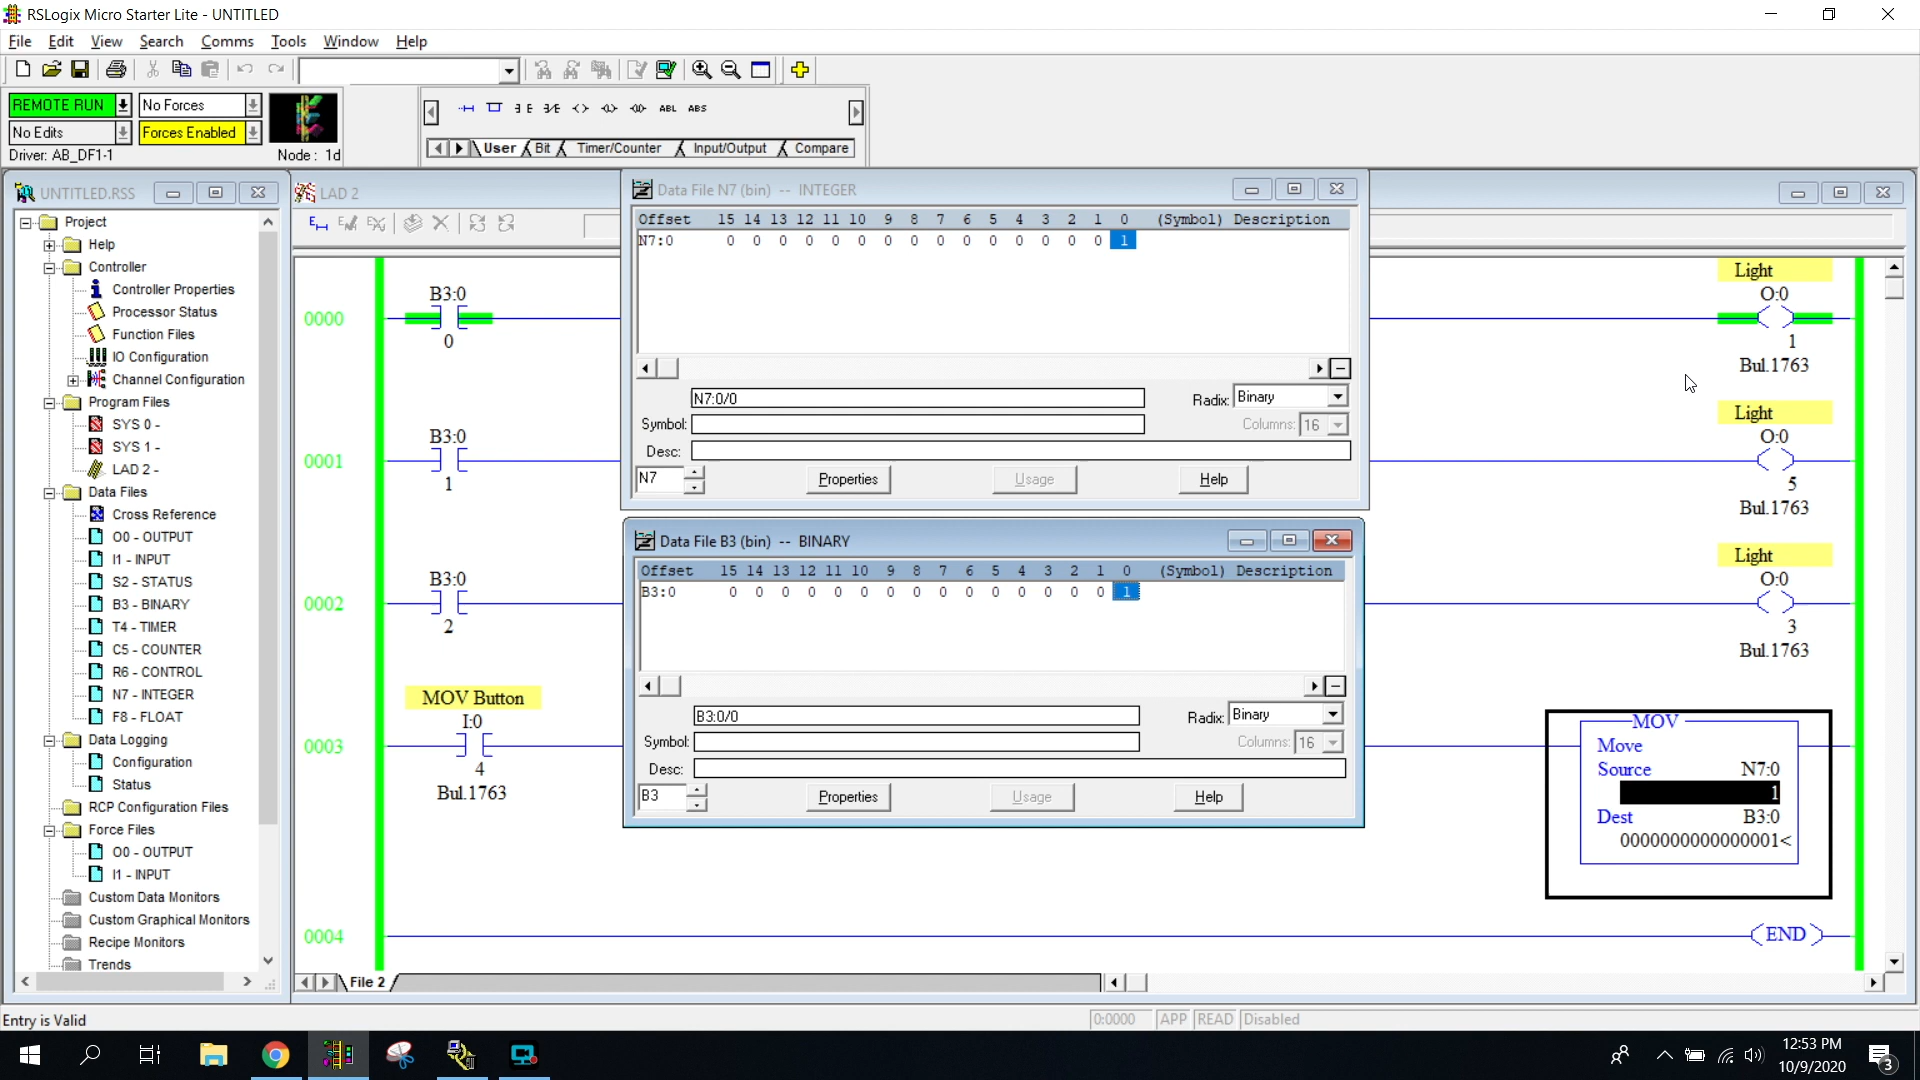 RSLogix Micro Starter Lite - UNTITLED
File Edit View Search Comms Tools Window Help
REMOTE RUN No Forces
No Edits Forces Enabled
Driver: AB_DF1-1 Node : 1d
ABL ABS
User Bit Timer/Counter Input/Output Compare
UNTITLED.RSS
Project
Help
Controller
Controller Properties
Processor Status
Function Files
IO Configuration
Channel Configuration
Program Files
SYS 0 -
SYS 1 -
LAD 2 -
Data Files
Cross Reference
O0 - OUTPUT
I1 - INPUT
S2 - STATUS
B3 - BINARY
T4 - TIMER
C5 - COUNTER
R6 - CONTROL
N7 - INTEGER
F8 - FLOAT
Data Logging
Configuration
Status
RCP Configuration Files
Force Files
O0 - OUTPUT
I1 - INPUT
Custom Data Monitors
Custom Graphical Monitors
Recipe Monitors
Trends
LAD 2
0000
B3:0
0
Light
O:0
1
Bul.1763
0001
B3:0
1
Light
O:0
5
Bul.1763
0002
B3:0
2
Light
O:0
3
Bul.1763
0003
MOV Button
I:0
4
Bul.1763
MOV
Move
Source N7:0
1
Dest B3:0
0000000000000001<
0004
END
File 2
Data File N7 (bin) -- INTEGER
Offset 15 14 13 12 11 10 9 8 7 6 5 4 3 2 1 0 (Symbol) Description
N7:0 0 0 0 0 0 0 0 0 0 0 0 0 0 0 0 1
N7:0/0 Radix: Binary
Symbol: Columns: 16
Desc:
N7 Properties Usage Help
Data File B3 (bin) -- BINARY
Offset 15 14 13 12 11 10 9 8 7 6 5 4 3 2 1 0 (Symbol) Description
B3:0 0 0 0 0 0 0 0 0 0 0 0 0 0 0 0 1
B3:0/0 Radix: Binary
Symbol: Columns: 16
Desc:
B3 Properties Usage Help
Entry is Valid 0:0000 APP READ Disabled
12:53 PM
10/9/2020
3